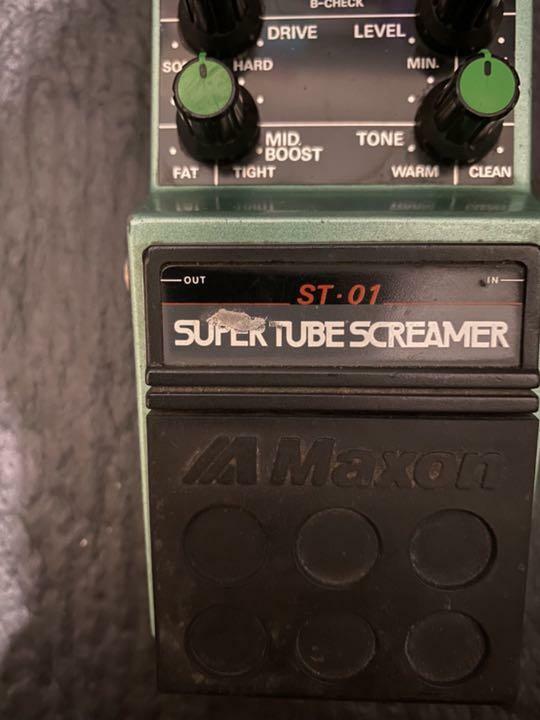 B-CHECK
DRIVE LEVEL
HARD MIN.
MID. BOOST TONE
FAT TIGHT WARM CLEAN
OUT IN
ST·01
SUPER TUBE SCREAMER
Maxon